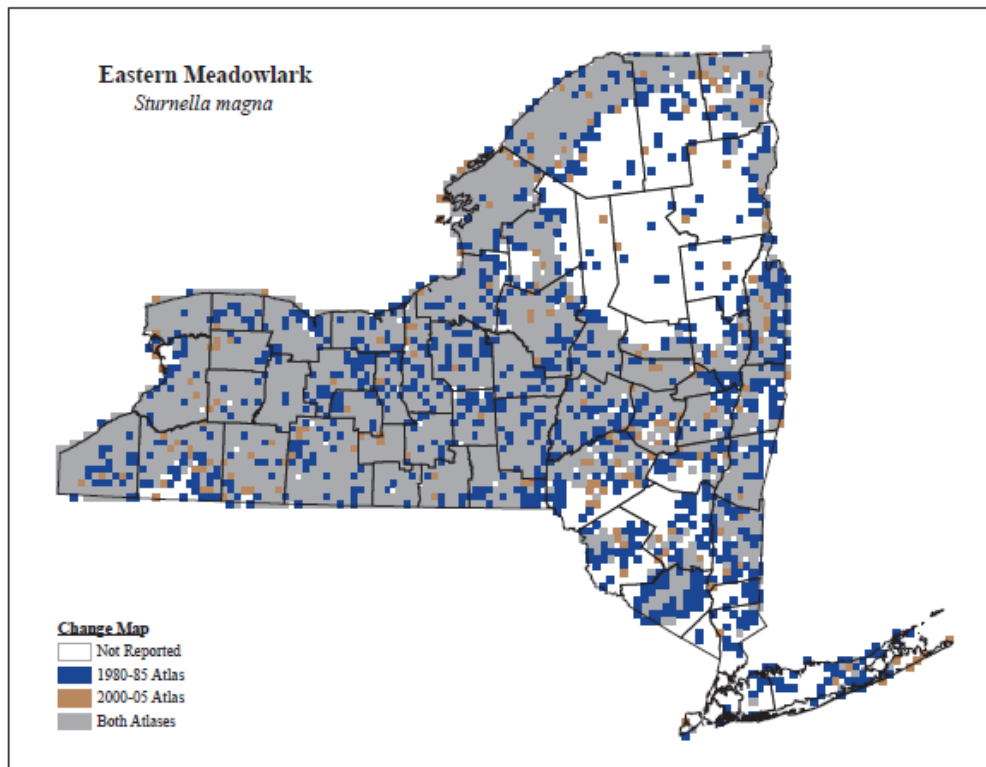 Eastern Meadowlark
Sturnella magna
Change Map
Not Reported
1980-85 Atlas
2000-05 Atlas
Both Atlases